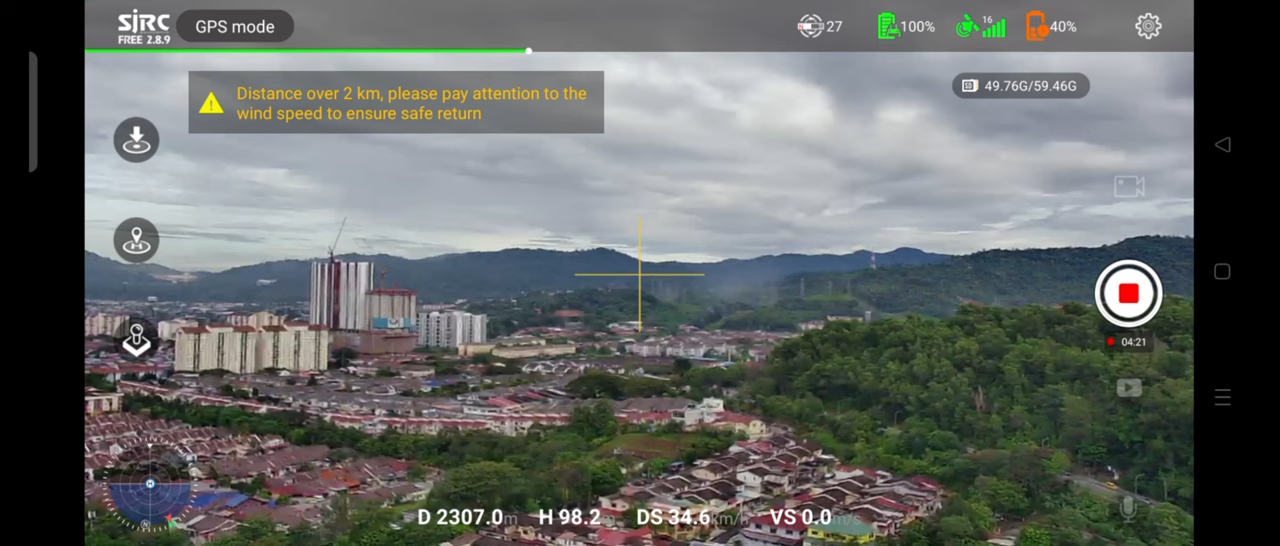 SJRC
FREE 2.8.9
GPS mode
27
100%
16
40%
Distance over 2 km, please pay attention to the
wind speed to ensure safe return
49.76G/59.46G
04:21
D 2307.0m H 98.2m DS 34.6km/h VS 0.0m/s
H
N